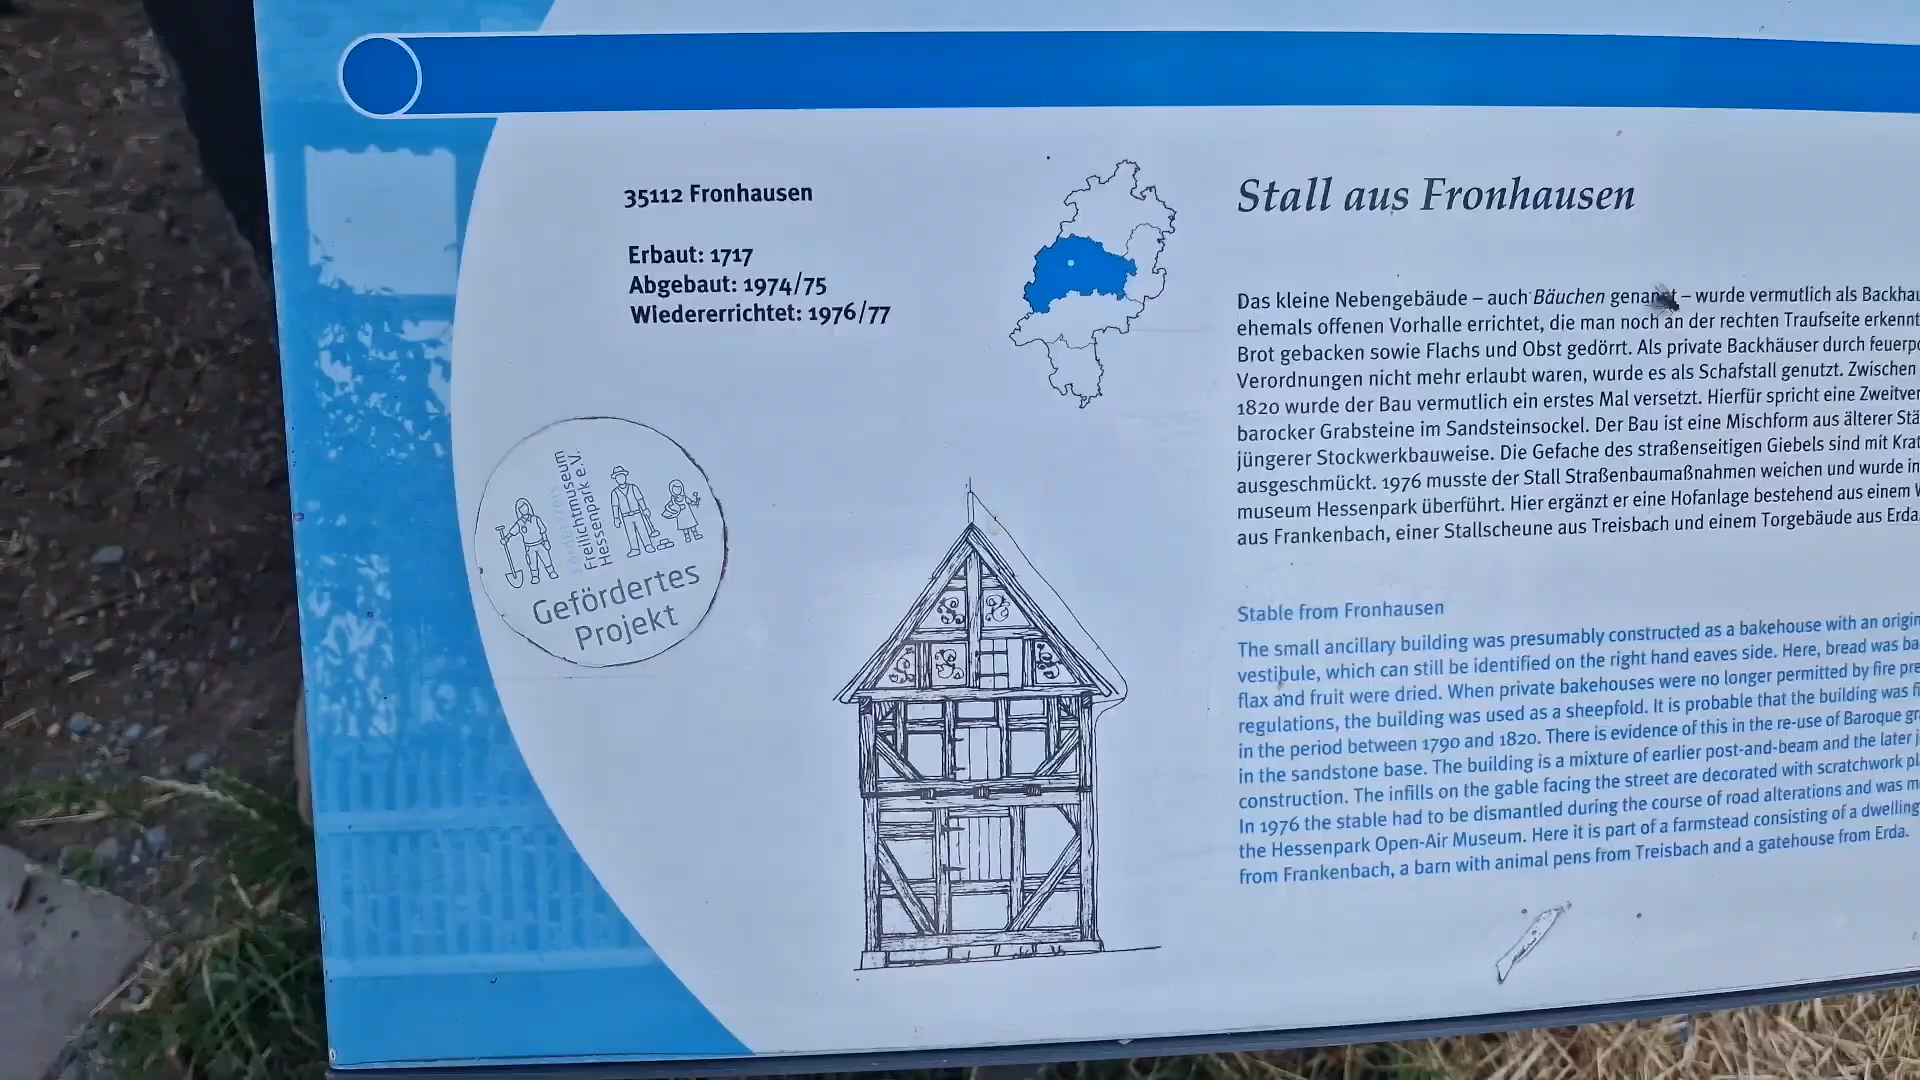 35112 Fronhausen
Erbaut: 1717
Abgebaut: 1974/75
Wiedererrichtet: 1976/77
Freilichtmuseum
Hessenpark e.V.
Gefördertes
Projekt
Stall aus Fronhausen
Das kleine Nebengebäude – auch Bäuchen genannt – wurde vermutlich als Backhau
ehemals offenen Vorhalle errichtet, die man noch an der rechten Traufseite erkennt
Brot gebacken sowie Flachs und Obst gedörrt. Als private Backhäuser durch feuerpo
Verordnungen nicht mehr erlaubt waren, wurde es als Schafstall genutzt. Zwischen
1820 wurde der Bau vermutlich ein erstes Mal versetzt. Hierfür spricht eine Zweitver
barocker Grabsteine im Sandsteinsockel. Der Bau ist eine Mischform aus älterer Stä
jüngerer Stockwerkbauweise. Die Gefache des straßenseitigen Giebels sind mit Krat
ausgeschmückt. 1976 musste der Stall Straßenbaumaßnahmen weichen und wurde in
museum Hessenpark überführt. Hier ergänzt er eine Hofanlage bestehend aus einem W
aus Frankenbach, einer Stallscheune aus Treisbach und einem Torgebäude aus Erda.
Stable from Fronhausen
The small ancillary building was presumably constructed as a bakehouse with an origin
vestibule, which can still be identified on the right hand eaves side. Here, bread was ba
flax and fruit were dried. When private bakehouses were no longer permitted by fire pre
regulations, the building was used as a sheepfold. It is probable that the building was fi
in the period between 1790 and 1820. There is evidence of this in the re-use of Baroque gr
in the sandstone base. The building is a mixture of earlier post-and-beam and the later j
construction. The infills on the gable facing the street are decorated with scratchwork pl
In 1976 the stable had to be dismantled during the course of road alterations and was m
the Hessenpark Open-Air Museum. Here it is part of a farmstead consisting of a dwelling
from Frankenbach, a barn with animal pens from Treisbach and a gatehouse from Erda.